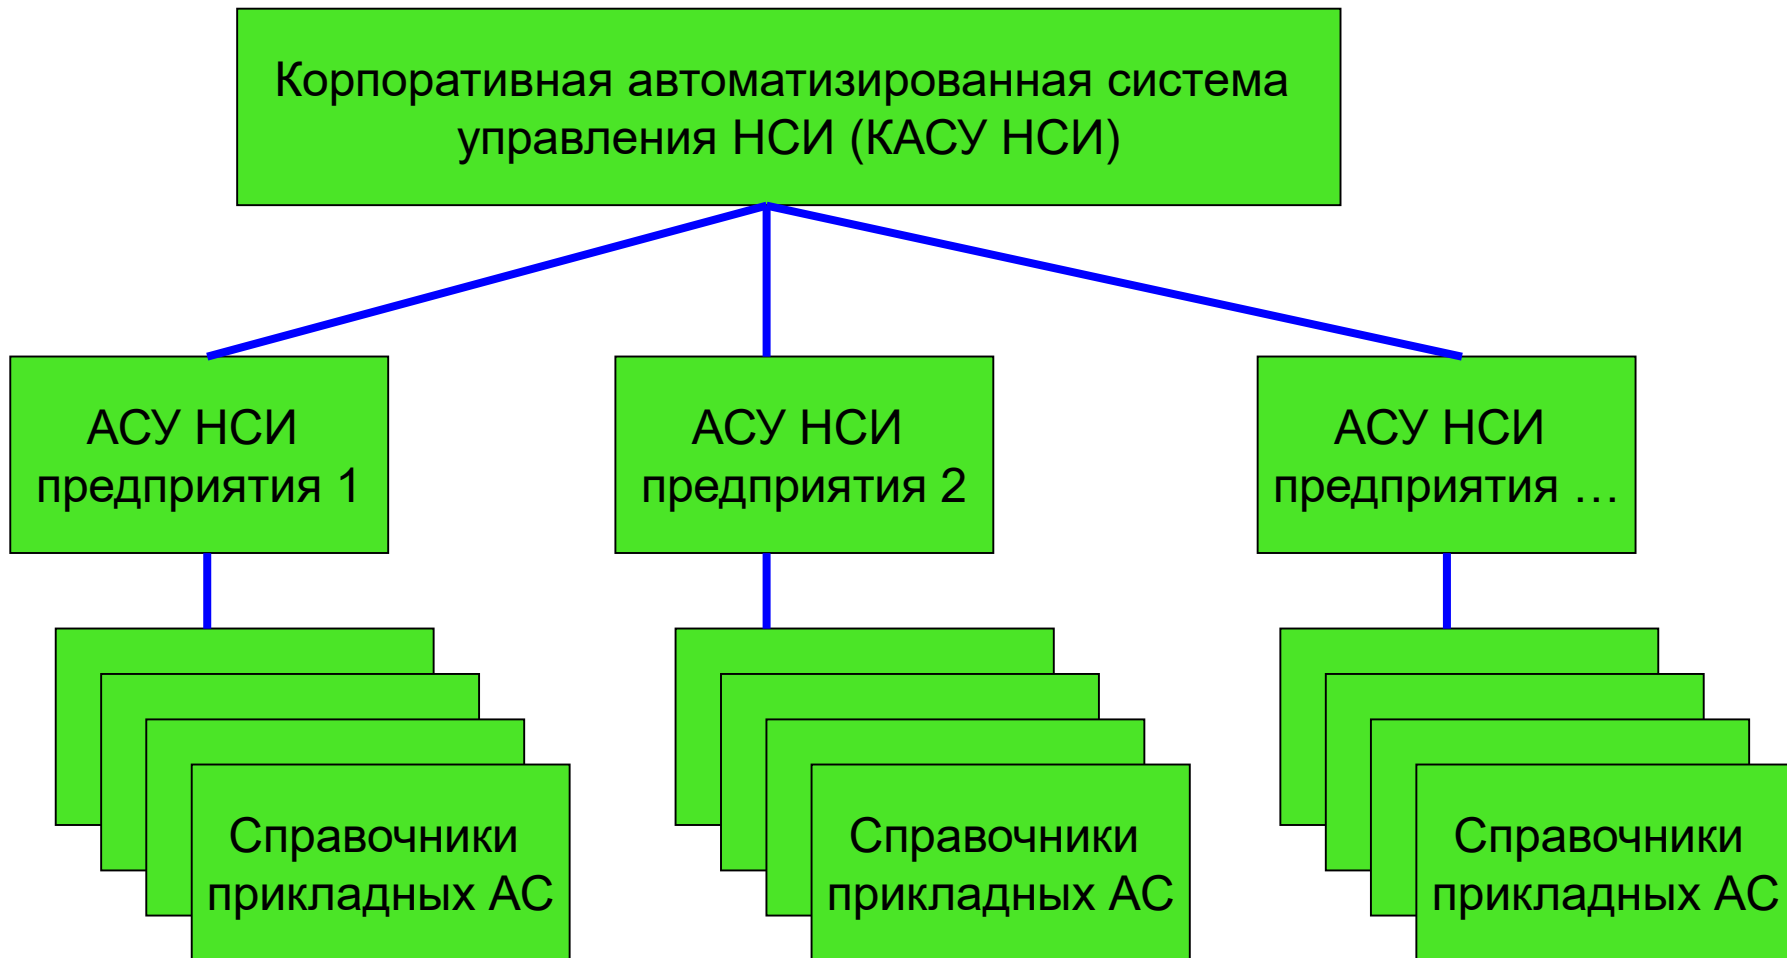 Корпоративная автоматизированная система
управления НСИ (КАСУ НСИ)
АСУ НСИ
предприятия 1
АСУ НСИ
предприятия 2
АСУ НСИ
предприятия …
Справочники
прикладных АС
Справочники
прикладных АС
Справочники
прикладных АС